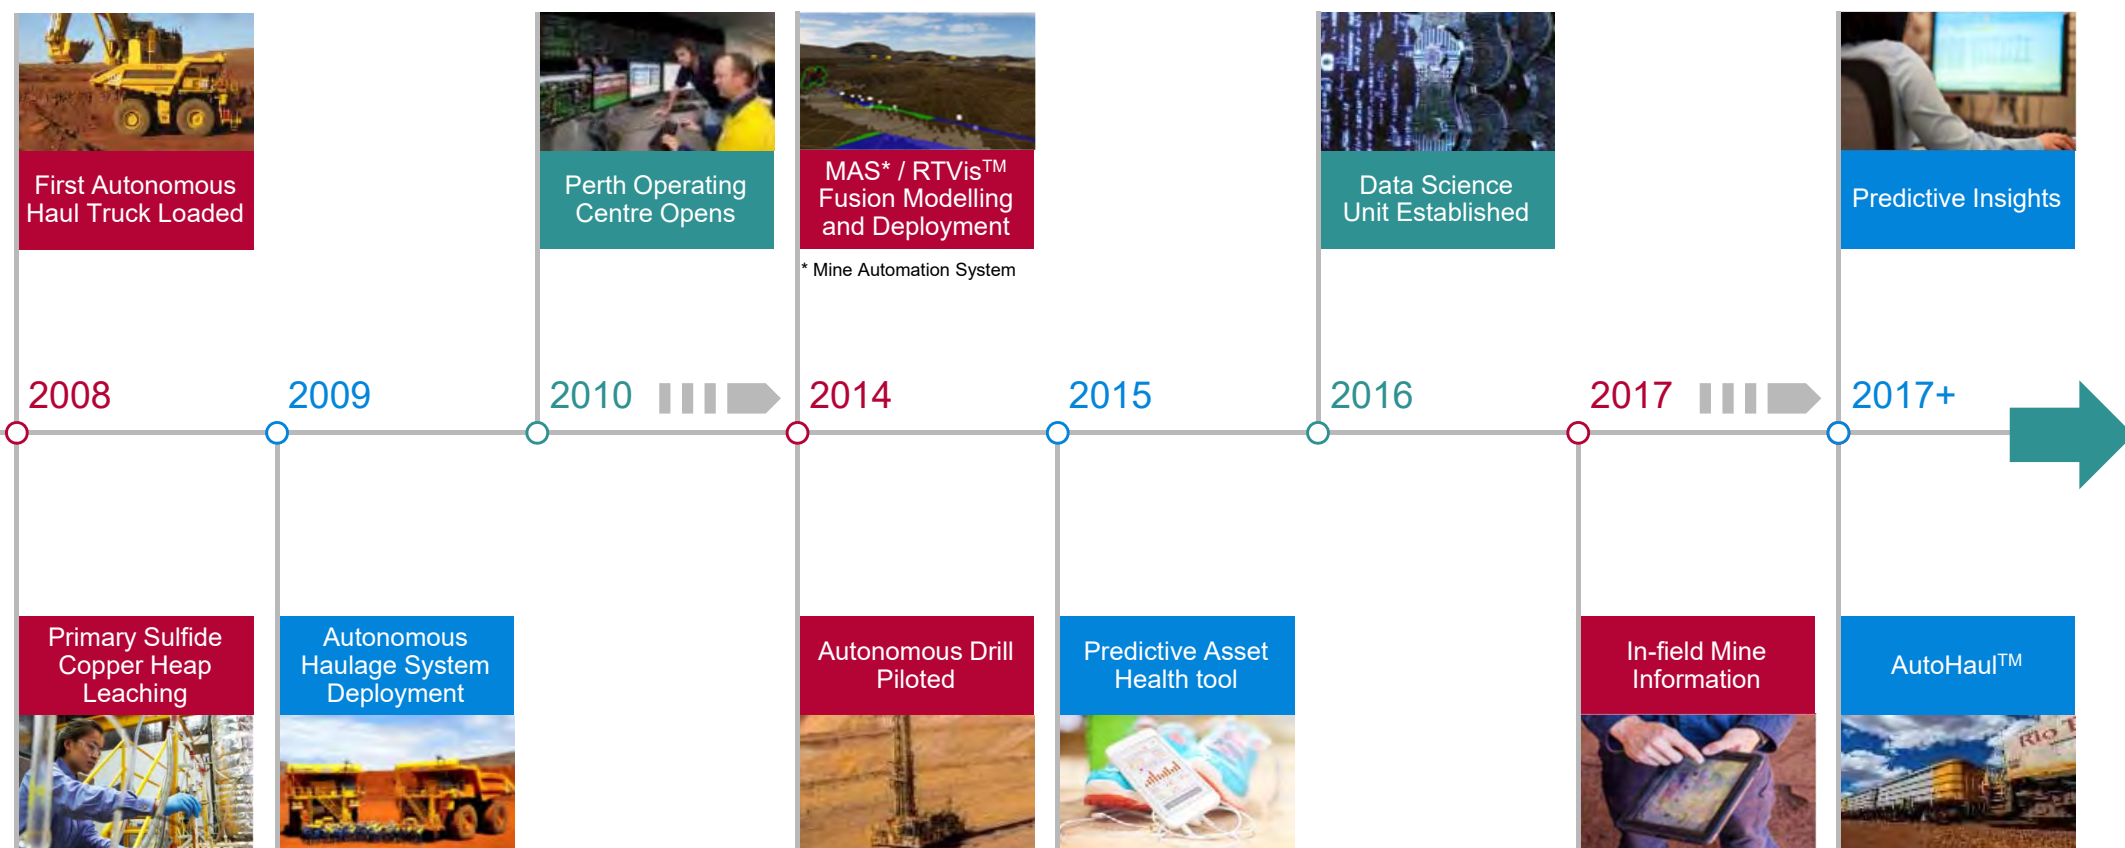 First Autonomous
Haul Truck Loaded
Perth Operating
Centre Opens
MAS* / RTVis™
Fusion Modelling
and Deployment
* Mine Automation System
Data Science
Unit Established
Predictive Insights
2008
2009
2010
2014
2015
2016
2017
2017+
Primary Sulfide
Copper Heap
Leaching
Autonomous
Haulage System
Deployment
Autonomous Drill
Piloted
Predictive Asset
Health tool
In-field Mine
Information
AutoHaul™
Rio